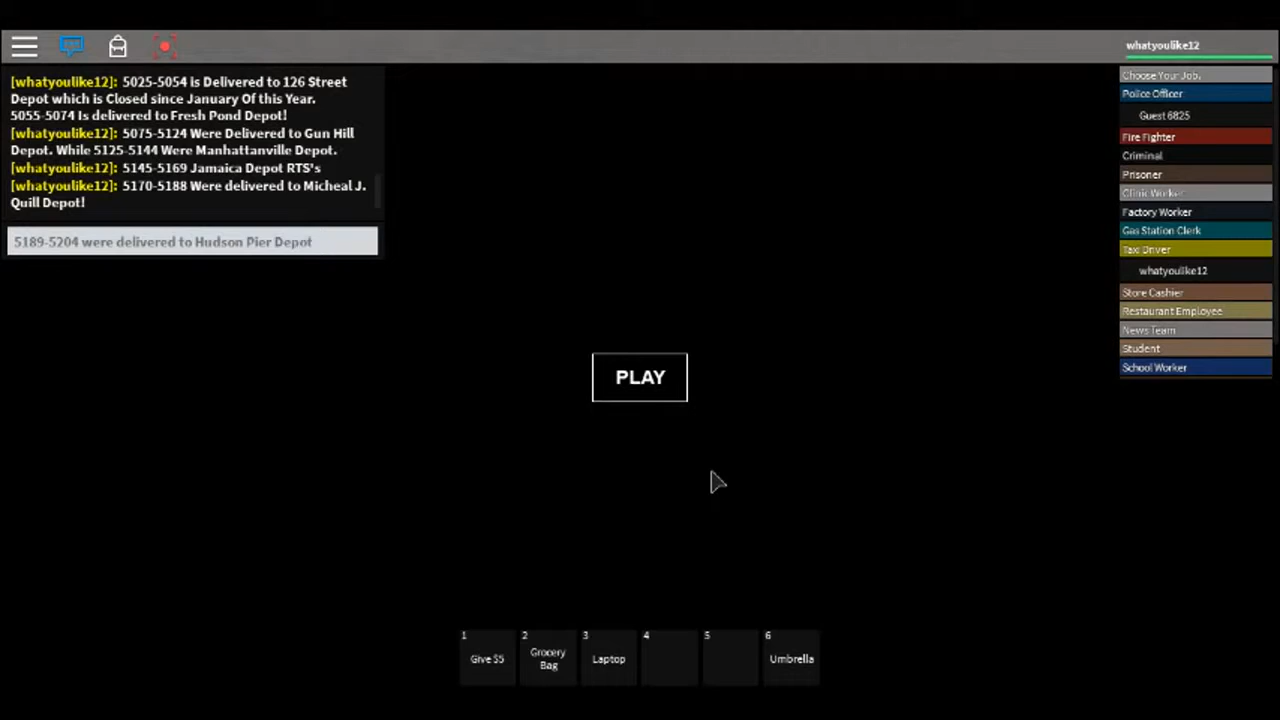 whatyoulike12
[whatyoulike12]: 5025-5054 is Delivered to 126 Street
Depot which is Closed since January Of this Year.
5055-5074 Is delivered to Fresh Pond Depot!
[whatyoulike12]: 5075-5124 Were Delivered to Gun Hill
Depot. While 5125-5144 Were Manhattanville Depot.
[whatyoulike12]: 5145-5169 Jamaica Depot RTS's
[whatyoulike12]: 5170-5188 Were delivered to Micheal J.
Quill Depot!
5189-5204 were delivered to Hudson Pier Depot
Choose Your Job.
Police Officer
Guest 6825
Fire Fighter
Criminal
Prisoner
Clinic Worker
Factory Worker
Gas Station Clerk
Taxi Driver
whatyoulike12
Store Cashier
Restaurant Employee
News Team
Student
School Worker
PLAY
1
Give $5
2
Grocery
Bag
3
Laptop
4
5
6
Umbrella